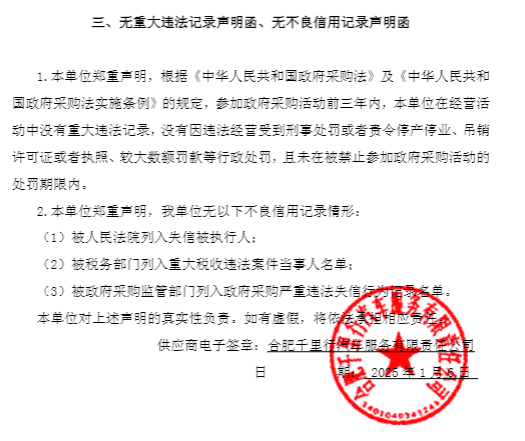 三、无重大违法记录声明函、无不良信用记录声明函
1.本单位郑重声明，根据《中华人民共和国政府采购法》及《中华人民共和
国政府采购法实施条例》的规定，参加政府采购活动前三年内，本单位在经营活
动中没有重大违法记录，没有因违法经营受到刑事处罚或者责令停产停业、吊销
许可证或者执照、较大数额罚款等行政处罚，且未在被禁止参加政府采购活动的
处罚期限内。
2.本单位郑重声明，我单位无以下不良信用记录情形：
（1）被人民法院列入失信被执行人；
（2）被税务部门列入重大税收违法案件当事人名单；
（3）被政府采购监管部门列入政府采购严重违法失信行为记录名单。
本单位对上述声明的真实性负责。如有虚假，将依法承担相应责任。
供应商电子签章：合肥千里行汽车服务有限责任公司
日 期：2025年1月6日
合肥千里行汽车服务有限责任公司